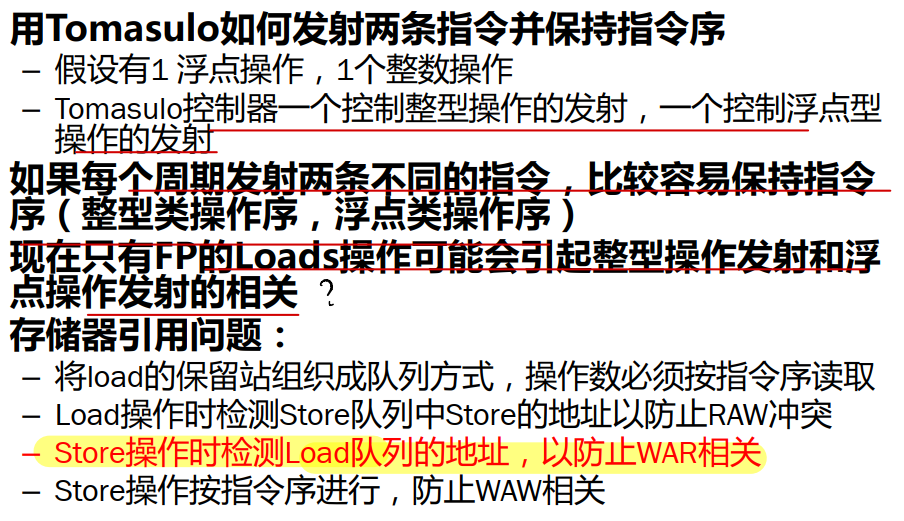 用Tomasulo如何发射两条指令并保持指令序
– 假设有1 浮点操作，1个整数操作
– Tomasulo控制器一个控制整型操作的发射，一个控制浮点型
操作的发射
如果每个周期发射两条不同的指令，比较容易保持指令
序（整型类操作序，浮点类操作序）
现在只有FP的Loads操作可能会引起整型操作发射和浮
点操作发射的相关 ?
存储器引用问题：
– 将load的保留站组织成队列方式，操作数必须按指令序读取
– Load操作时检测Store队列中Store的地址以防止RAW冲突
– Store操作时检测Load队列的地址，以防止WAR相关
– Store操作按指令序进行，防止WAW相关